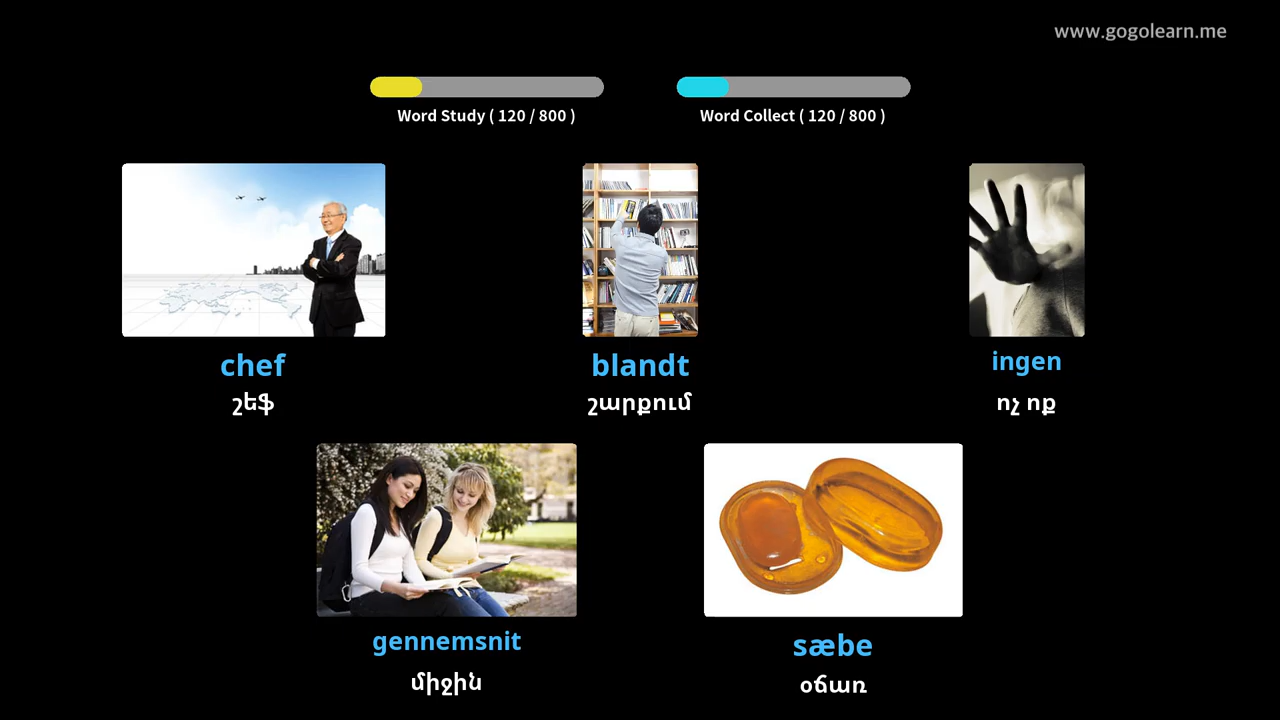 www.gogolearn.me
Word Study ( 120 / 800 )
Word Collect ( 120 / 800 )
chef
շեֆ
blandt
շարքում
ingen
ոչ ոք
gennemsnit
միջին
sæbe
օճառ